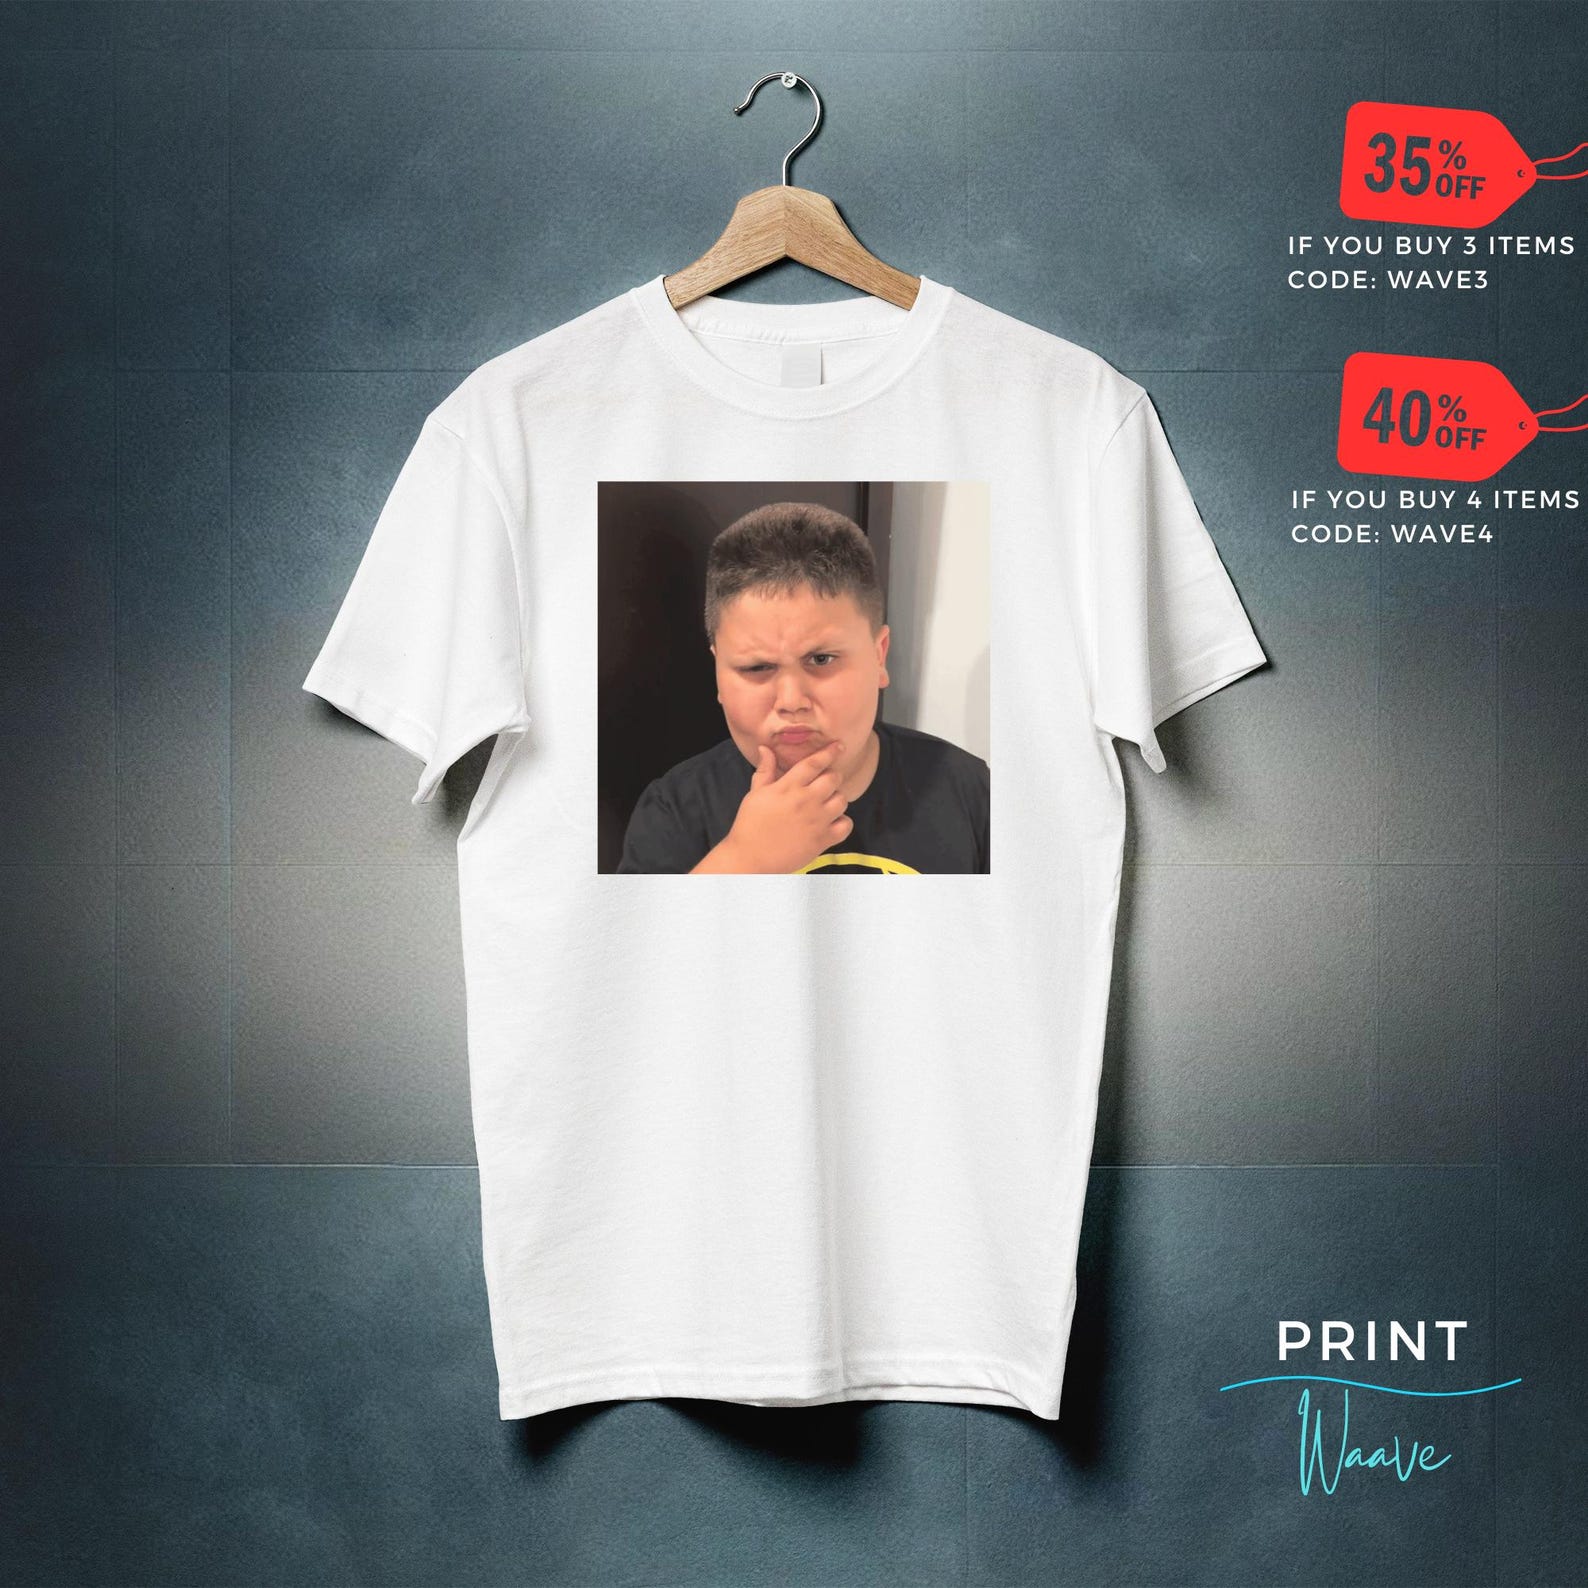 35% OFF
IF YOU BUY 3 ITEMS
CODE: WAVE3
40% OFF
IF YOU BUY 4 ITEMS
CODE: WAVE4
PRINT
Waave